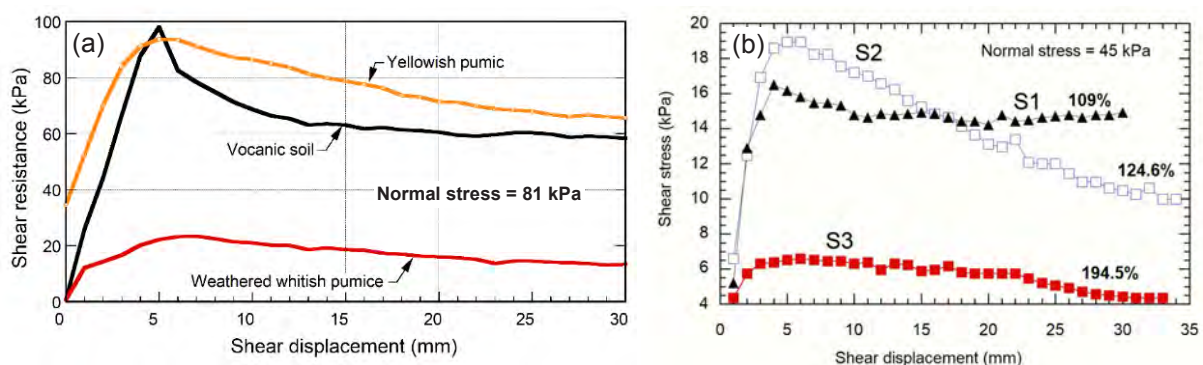 (a)
Shear resistance (kPa)
100
80
60
40
20
0
Yellowish pumic
Vocanic soil
Normal stress = 81 kPa
Weathered whitish pumice
0 5 10 15 20 25 30
Shear displacement (mm)
(b)
Shear stress (kPa)
20
18
16
14
12
10
8
6
4
S2
Normal stress = 45 kPa
S1
109%
124.6%
S3
194.5%
0 5 10 15 20 25 30 35
Shear displacement (mm)